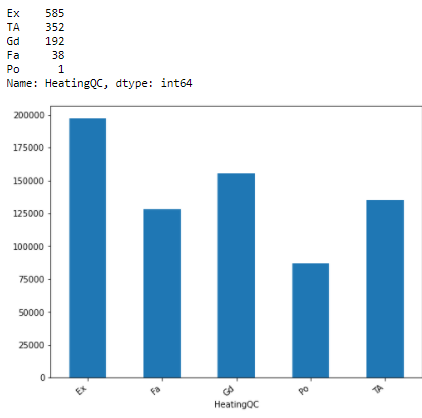 Ex 585
TA 352
Gd 192
Fa 38
Po 1
Name: HeatingQC, dtype: int64
200000
175000
150000
125000
100000
75000
50000
25000
0
Ex Fa Gd Po TA
HeatingQC